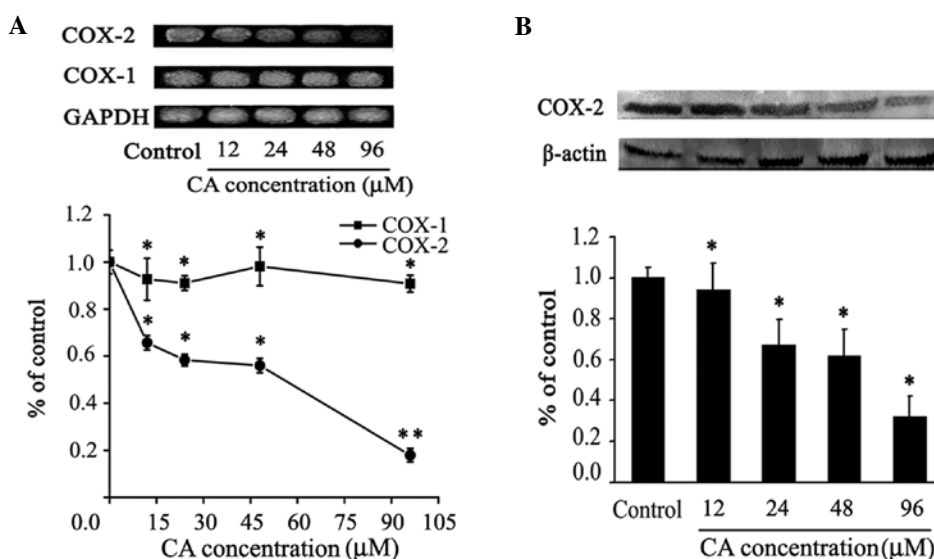 A
COX-2
COX-1
GAPDH
Control 12 24 48 96
CA concentration (μM)
1.2
1.0
0.8
0.6
0.4
0.2
0.0
% of control
COX-1
COX-2
* * * *
* * * **
15 30 45 60 75 90 105
CA concentration (μM)
B
COX-2
β-actin
1.2
1.0
0.8
0.6
0.4
0.2
0.0
% of control
* * * *
Control 12 24 48 96
CA concentration(μM)